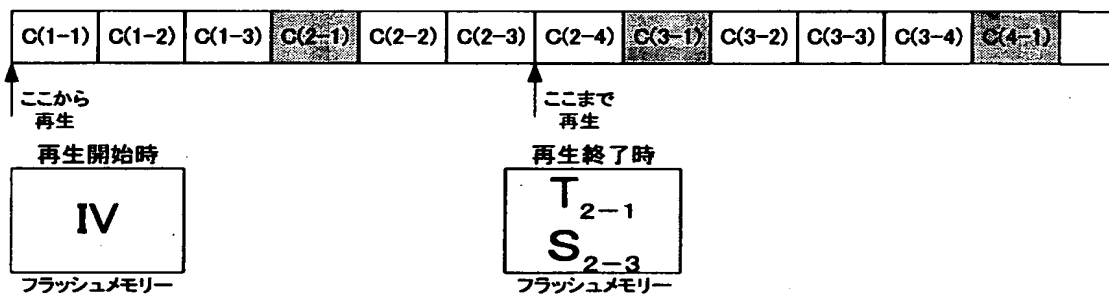 C(1-1) C(1-2) C(1-3) C(2-1) C(2-2) C(2-3) C(2-4) C(3-1) C(3-2) C(3-3) C(3-4) C(4-1)
ここから
再生
ここまで
再生
再生開始時
再生終了時
IV
T2-1
S2-3
フラッシュメモリー
フラッシュメモリー